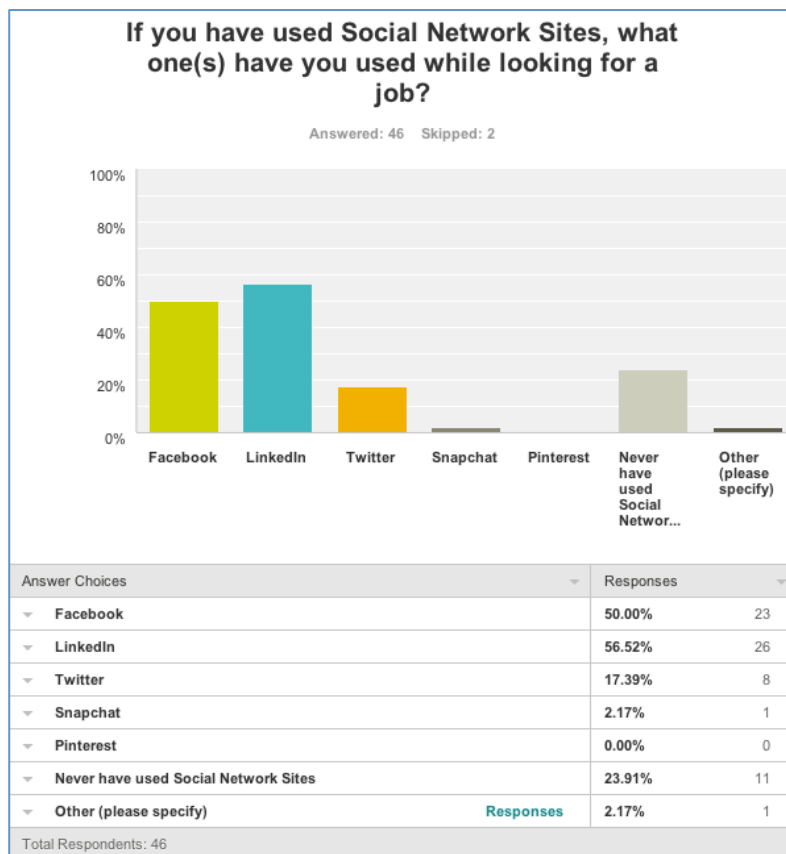 If you have used Social Network Sites, what
one(s) have you used while looking for a
job?
Answered: 46 Skipped: 2
100%
80%
60%
40%
20%
0%
Facebook
LinkedIn
Twitter
Snapchat
Pinterest
Never
have
used
Social
Networ...
Other
(please
specify)
Answer Choices Responses
Facebook 50.00% 23
LinkedIn 56.52% 26
Twitter 17.39% 8
Snapchat 2.17% 1
Pinterest 0.00% 0
Never have used Social Network Sites 23.91% 11
Other (please specify) Responses 2.17% 1
Total Respondents: 46